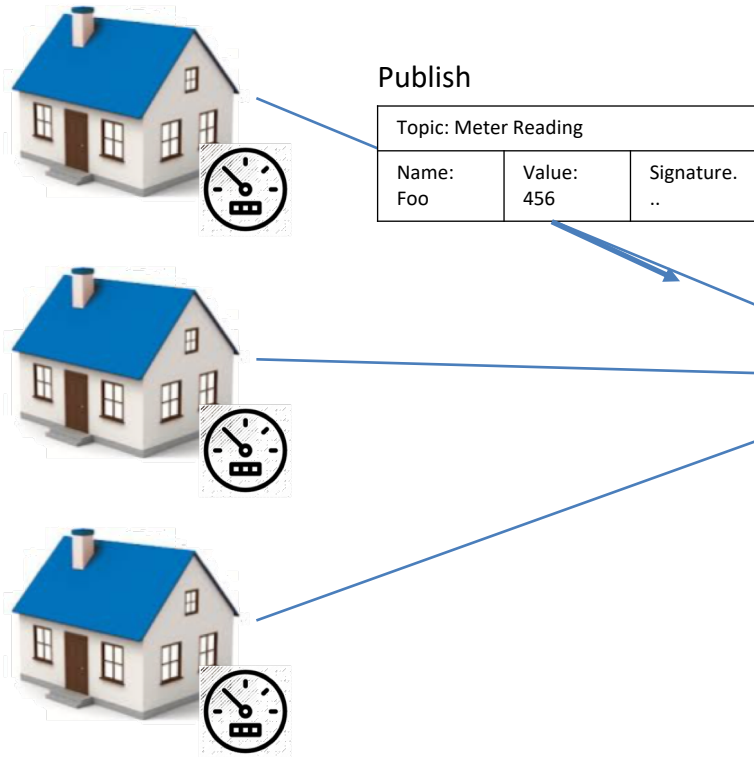 Publish
Topic: Meter Reading
Name:
Foo
Value:
456
Signature.
..